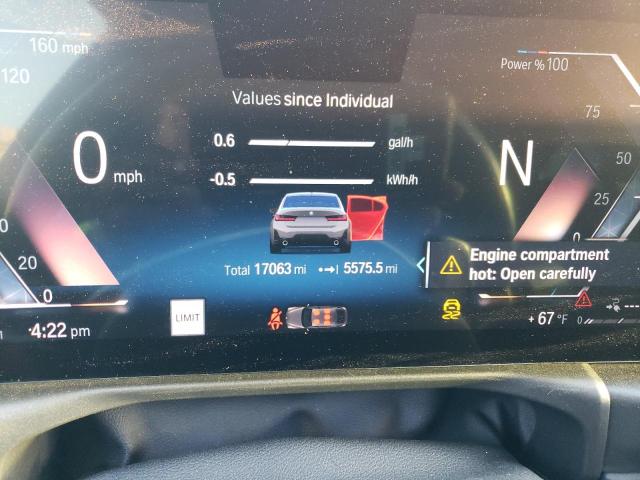 160 mph
Power % 100
120
75
Values since Individual
0.6 gal/h
0 mph
N
50
-0.5 kWh/h
25
0
Total 17063 mi 5575.5 mi
Engine compartment
hot: Open carefully
20
0
4:22 pm
LIMIT
+ 67 °F
0